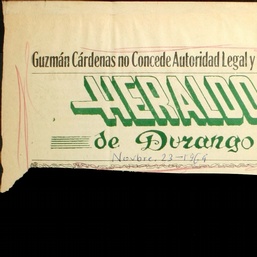 Guzmán Cárdenas no Concede Autoridad Legal y
HERALDO
de Durango
Novbre. 23-1964